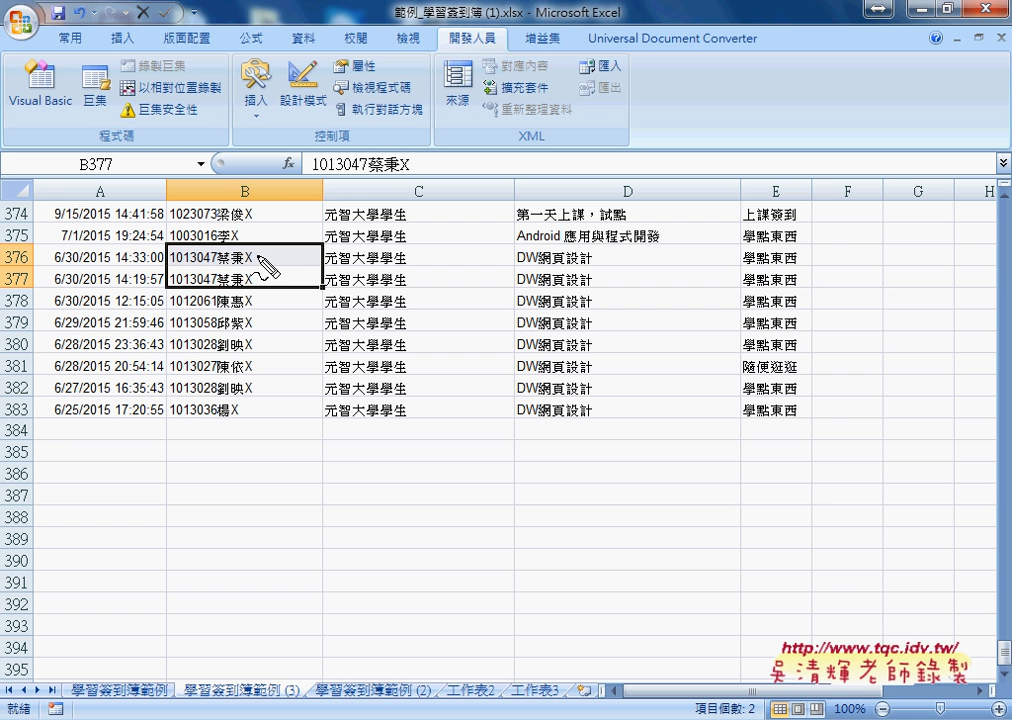 範例_學習簽到簿 (1).xlsx - Microsoft Excel
常用 插入 版面配置 公式 資料 校閱 檢視 開發人員 增益集 Universal Document Converter
Visual Basic 巨集 錄製巨集 以相對位置錄製 巨集安全性 程式碼
插入 設計模式 屬性 檢視程式碼 執行對話方塊 控制項
來源 對應內容 擴充套件 重新整理資料 匯入 匯出 XML
B377 fx 1013047蔡秉X
A B C D E F G H
374 9/15/2015 14:41:58 1023073梁俊X 元智大學學生 第一天上課，試點 上課簽到
375 7/1/2015 19:24:54 1003016李X 元智大學學生 Android 應用與程式開發 學點東西
376 6/30/2015 14:33:00 1013047蔡秉X 元智大學學生 DW網頁設計 學點東西
377 6/30/2015 14:19:57 1013047蔡秉X 元智大學學生 DW網頁設計 學點東西
378 6/30/2015 12:15:05 1012061陳惠X 元智大學學生 DW網頁設計 學點東西
379 6/29/2015 21:59:46 1013058邱紫X 元智大學學生 DW網頁設計 學點東西
380 6/28/2015 23:36:43 1013028劉映X 元智大學學生 DW網頁設計 學點東西
381 6/28/2015 20:54:14 1013027陳依X 元智大學學生 DW網頁設計 隨便逛逛
382 6/27/2015 16:35:43 1013028劉映X 元智大學學生 DW網頁設計 學點東西
383 6/25/2015 17:20:55 1013036楊X 元智大學學生 DW網頁設計 學點東西
384
385
386
387
388
389
390
391
392
393
394
395
http://www.tqc.idv.tw/
吳清輝老師錄製
學習簽到簿範例 學習簽到簿範例 (3) 學習簽到簿範例 (2) 工作表2 工作表3
就緒 項目個數: 2 100%